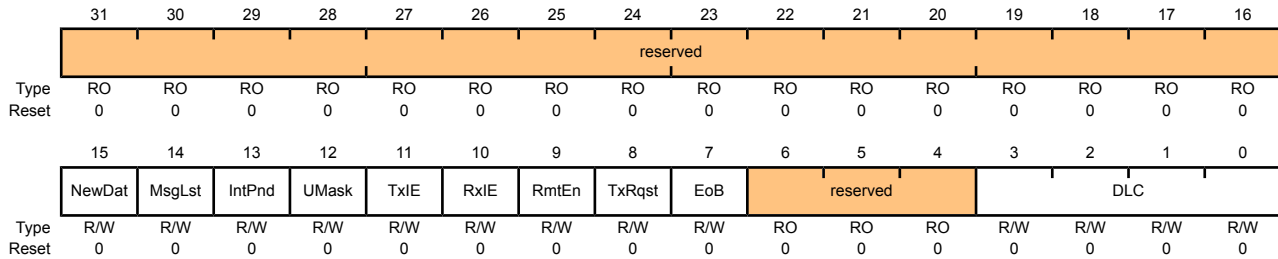 31 30 29 28 27 26 25 24 23 22 21 20 19 18 17 16
reserved
Type RO RO RO RO RO RO RO RO RO RO RO RO RO RO RO RO
Reset 0 0 0 0 0 0 0 0 0 0 0 0 0 0 0 0
15 14 13 12 11 10 9 8 7 6 5 4 3 2 1 0
NewDat MsgLst IntPnd UMask TxIE RxIE RmtEn TxRqst EoB reserved DLC
Type R/W R/W R/W R/W R/W R/W R/W R/W R/W RO RO RO R/W R/W R/W R/W
Reset 0 0 0 0 0 0 0 0 0 0 0 0 0 0 0 0